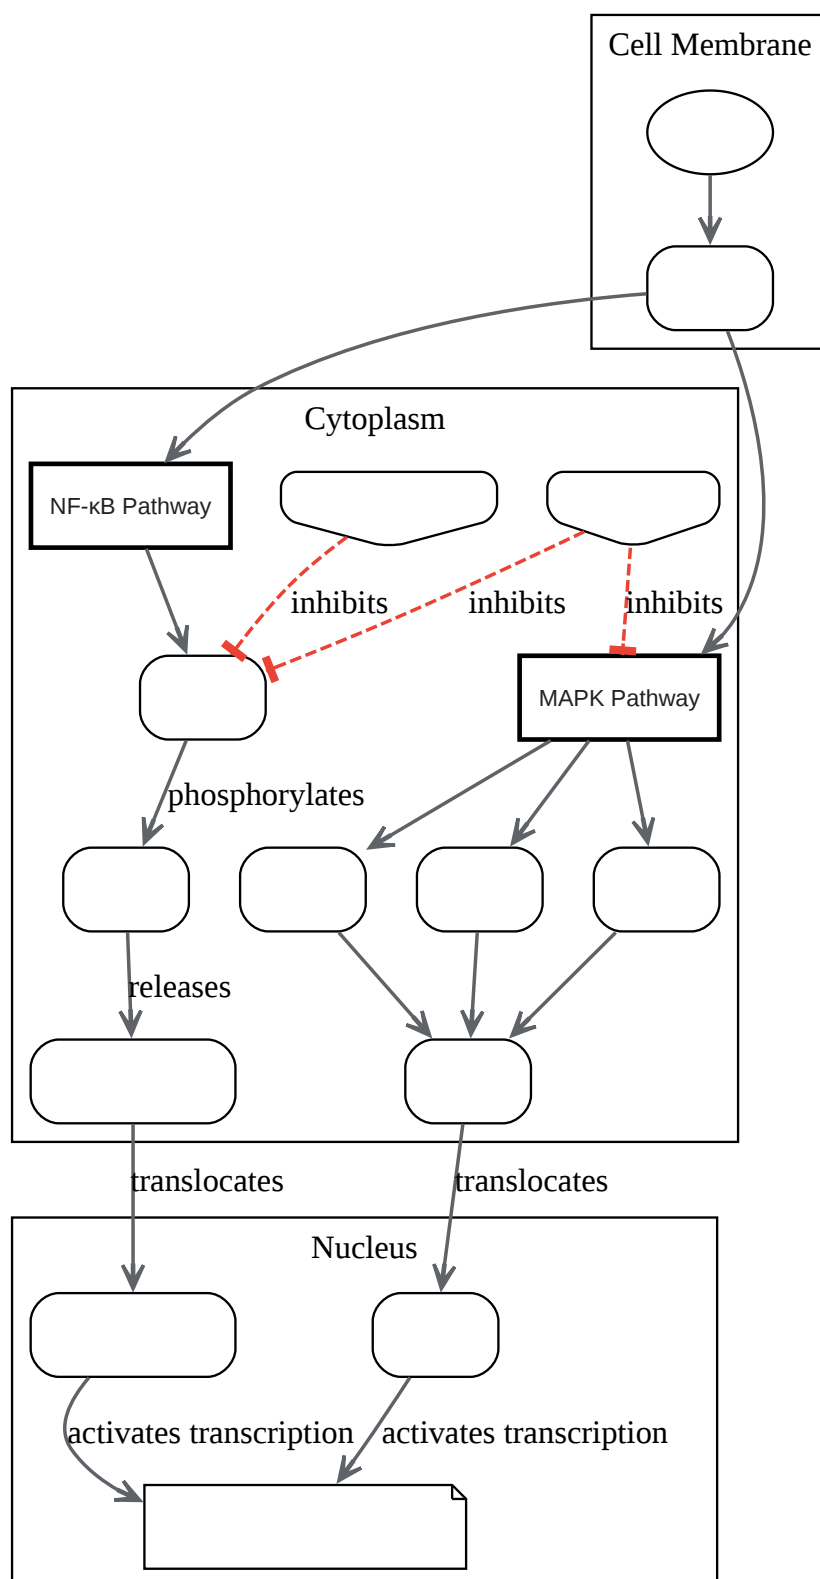 Cell Membrane
Cytoplasm
NF-κB Pathway
inhibits
inhibits
inhibits
MAPK Pathway
phosphorylates
releases
translocates
translocates
Nucleus
activates transcription
activates transcription